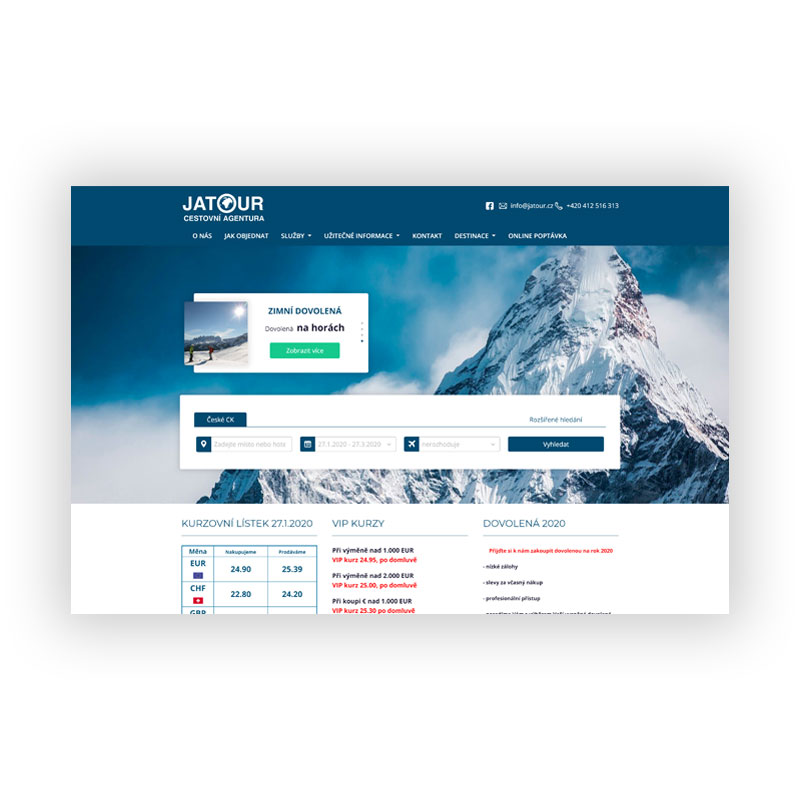 JATOUR
CESTOVNÍ AGENTURA
info@jatour.cz +420 412 516 313
O NÁS JAK OBJEDNAT SLUŽBY UŽITEČNÉ INFORMACE KONTAKT DESTINACE ONLINE POPTÁVKA
ZIMNÍ DOVOLENÁ
Dovolená na horách
Zobrazit více
České CK
Rozšířené hledání
Zadejte místo nebo hote
27.1.2020 - 27.3.2020
nerozhoduje
Vyhledat
KURZOVNÍ LÍSTEK 27.1.2020
Měna Nakupujeme Prodáváme
EUR 24.90 25.39
CHF 22.80 24.20
GBP
VIP KURZY
Při výměně nad 1.000 EUR
VIP kurz 24.95, po domluvě
Při výměně nad 2.000 EUR
VIP kurz 25.00, po domluvě
Při koupi € nad 1.000 EUR
VIP kurz 25.30 po domluvě
DOVOLENÁ 2020
Přijďte si k nám zakoupit dovolenou na rok 2020
- nízké zálohy
- slevy za včasný nákup
- profesionální přístup